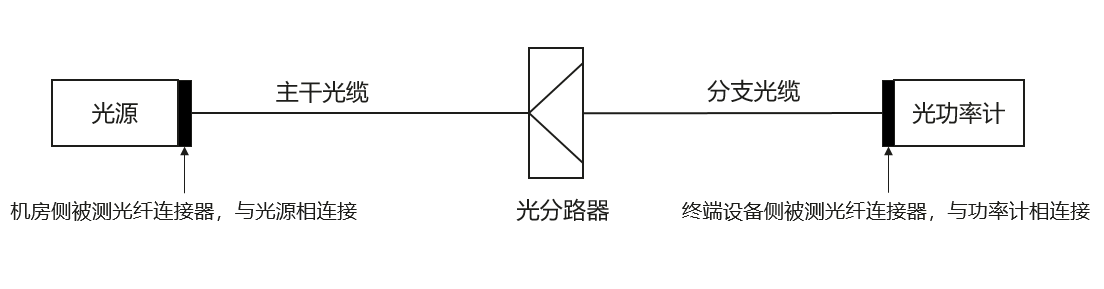 光源
主干光缆
分支光缆
光功率计
机房侧被测光纤连接器，与光源相连接
光分路器
终端设备侧被测光纤连接器，与功率计相连接